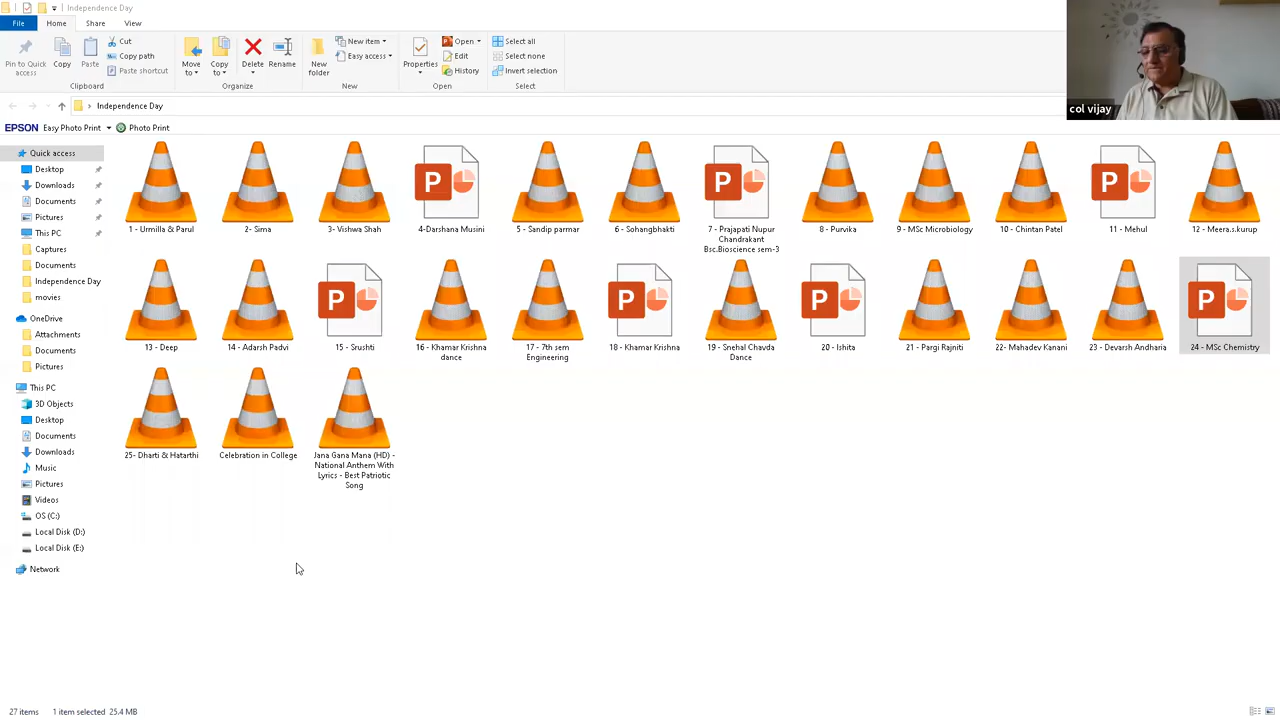 Independence Day
File
Home
Share
View
Pin to Quick
access
Copy
Paste
Cut
Copy path
Paste shortcut
Clipboard
Move
to
Copy
to
Delete
Rename
Organize
New
folder
New item
Easy access
New
Properties
Open
Edit
History
Open
Select all
Select none
Invert selection
Select
col vijay
Independence Day
EPSON Easy Photo Print
Photo Print
Quick access
Desktop
Downloads
Documents
Pictures
This PC
Captures
Documents
Independence Day
movies
OneDrive
Attachments
Documents
Pictures
This PC
3D Objects
Desktop
Documents
Downloads
Music
Pictures
Videos
OS (C:)
Local Disk (D:)
Local Disk (E:)
Network
P
1 - Urmilla & Parul
2- Sima
3- Vishwa Shah
4-Darshana Musini
5 - Sandip parmar
6 - Sohangbhakti
P
7 - Prajapati Nupur
Chandrakant
Bsc.Bioscience sem-3
8 - Purvika
9 - MSc Microbiology
10 - Chintan Patel
P
11 - Mehul
12 - Meera.s.kurup
13 - Deep
14 - Adarsh Padvi
P
15 - Srushti
16 - Khamar Krishna
dance
17 - 7th sem
Engineering
P
18 - Khamar Krishna
19 - Snehal Chavda
Dance
P
20 - Ishita
21 - Pargi Rajniti
22- Mahadev Kanani
23 - Devarsh Andharia
P
24 - MSc Chemistry
25- Dharti & Hatarthi
Celebration in College
Jana Gana Mana (HD) -
National Anthem With
Lyrics - Best Patriotic
Song
27 items
1 item selected 25.4 MB